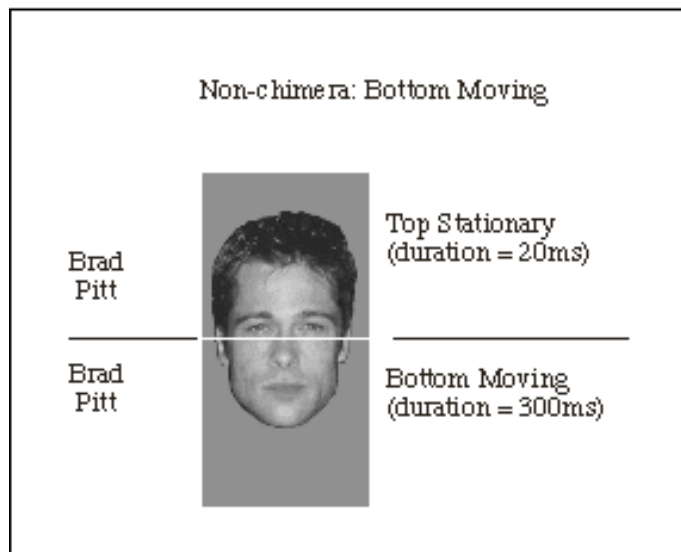 Non-chimera: Bottom Moving
Top Stationary
(duration = 20ms)
Brad
Pitt
Brad
Pitt
Bottom Moving
(duration = 300ms)